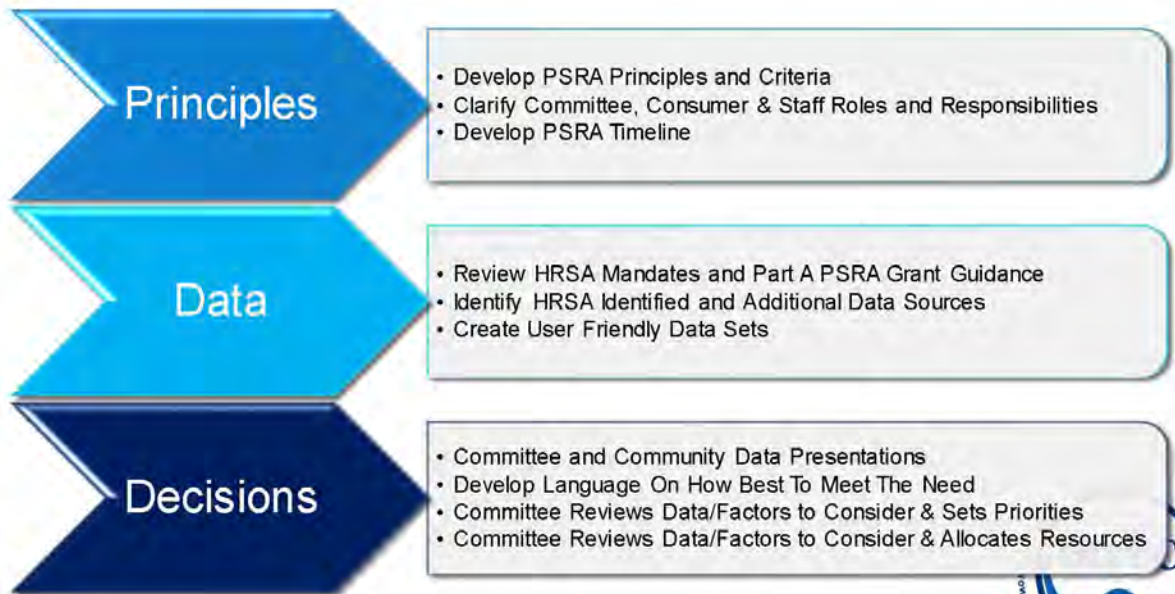 Principles
• Develop PSRA Principles and Criteria
• Clarify Committee, Consumer & Staff Roles and Responsibilities
• Develop PSRA Timeline
Data
• Review HRSA Mandates and Part A PSRA Grant Guidance
• Identify HRSA Identified and Additional Data Sources
• Create User Friendly Data Sets
Decisions
• Committee and Community Data Presentations
• Develop Language On How Best To Meet The Need
• Committee Reviews Data/Factors to Consider & Sets Priorities
• Committee Reviews Data/Factors to Consider & Allocates Resources